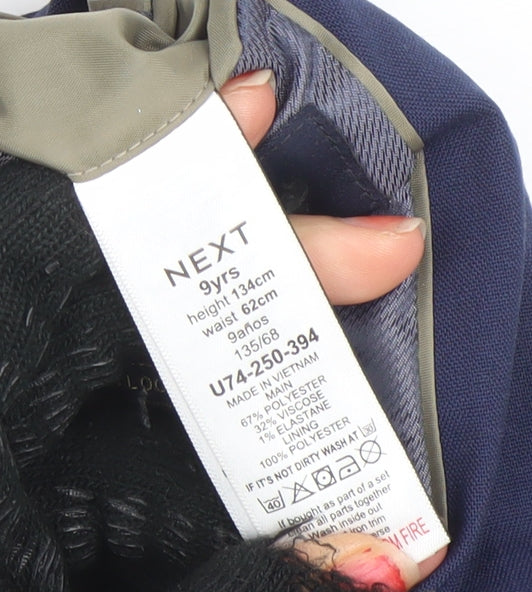 NEXT
9yrs
height 134cm
waist 62cm
9años
135/68
U74-250-394
MADE IN VIETNAM
MAIN
67% POLYESTER
32% VISCOSE
1% ELASTANE
LINING
100% POLYESTER
IF IT'S NOT DIRTY WASH AT 30
40
If bought as part of a set
clean all parts together
Wash inside out
iron trim
M FIRE